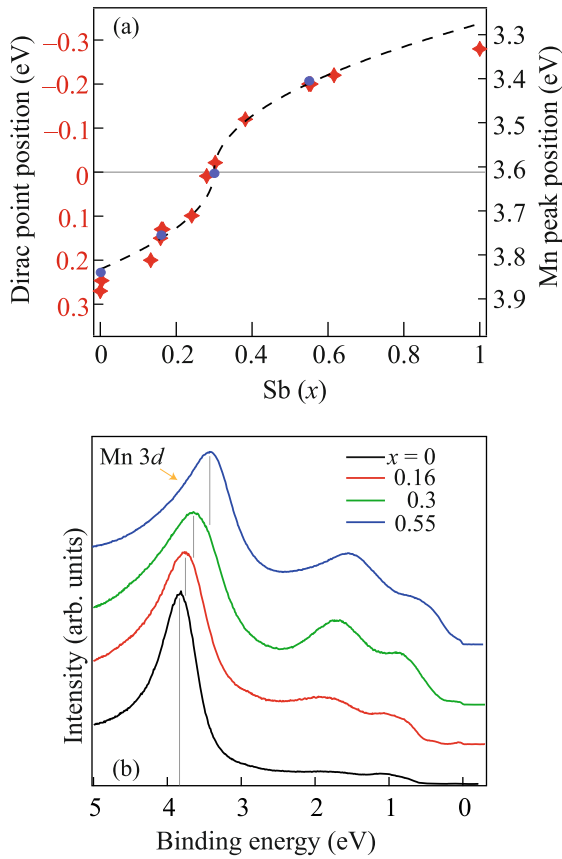 (a)
Dirac point position (eV)
–0.3
–0.2
–0.1
0
0.1
0.2
0.3
3.3
3.4
3.5
3.6
3.7
3.8
3.9
Mn peak position (eV)
0 0.2 0.4 0.6 0.8 1
Sb (x)
Mn 3d
x = 0
0.16
0.3
0.55
Intensity (arb. units)
(b)
5 4 3 2 1 0
Binding energy (eV)